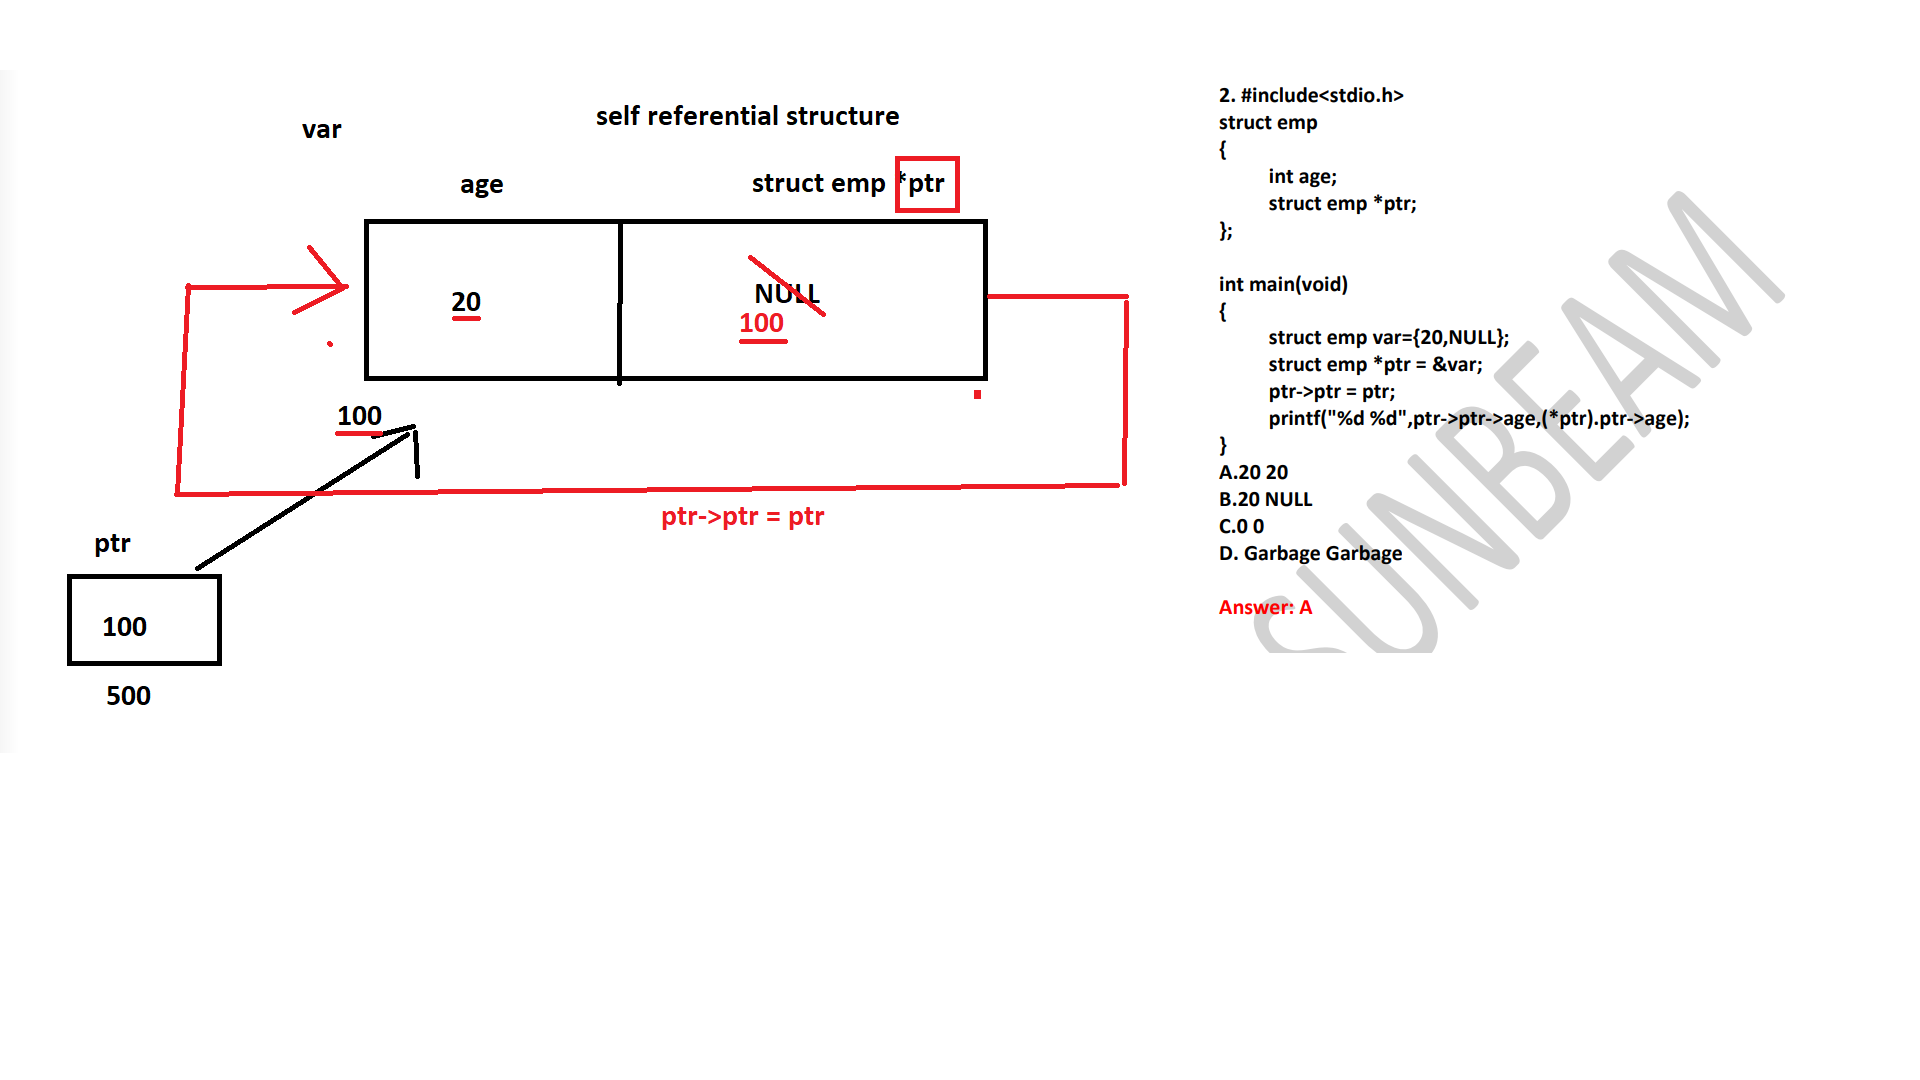 self referential structure
var
age
struct emp *ptr
20
NULL
100
100
ptr->ptr = ptr
ptr
100
500
2. #include<stdio.h>
struct emp
{
int age;
struct emp *ptr;
};
int main(void)
{
struct emp var={20,NULL};
struct emp *ptr = &var;
ptr->ptr = ptr;
printf("%d %d",ptr->ptr->age,(*ptr).ptr->age);
}
A.20 20
B.20 NULL
C.0 0
D. Garbage Garbage
Answer: A
SUNBEAM